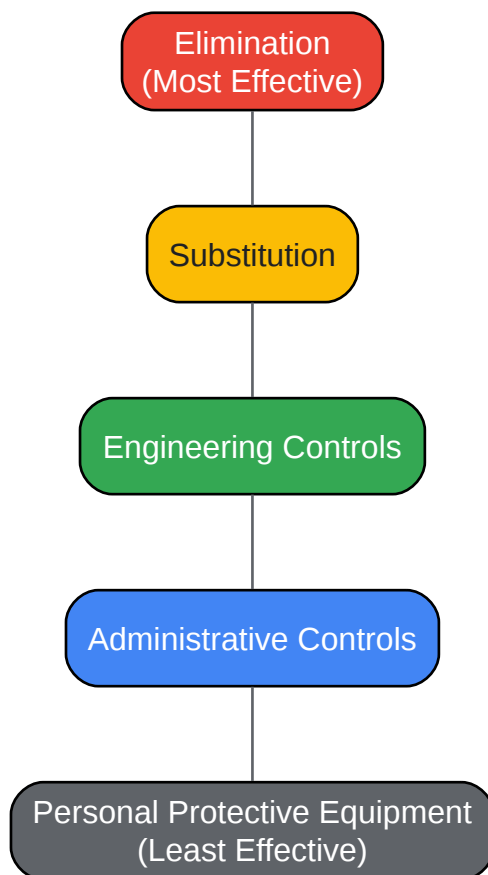 Elimination
(Most Effective)
Substitution
Engineering Controls
Administrative Controls
Personal Protective Equipment
(Least Effective)